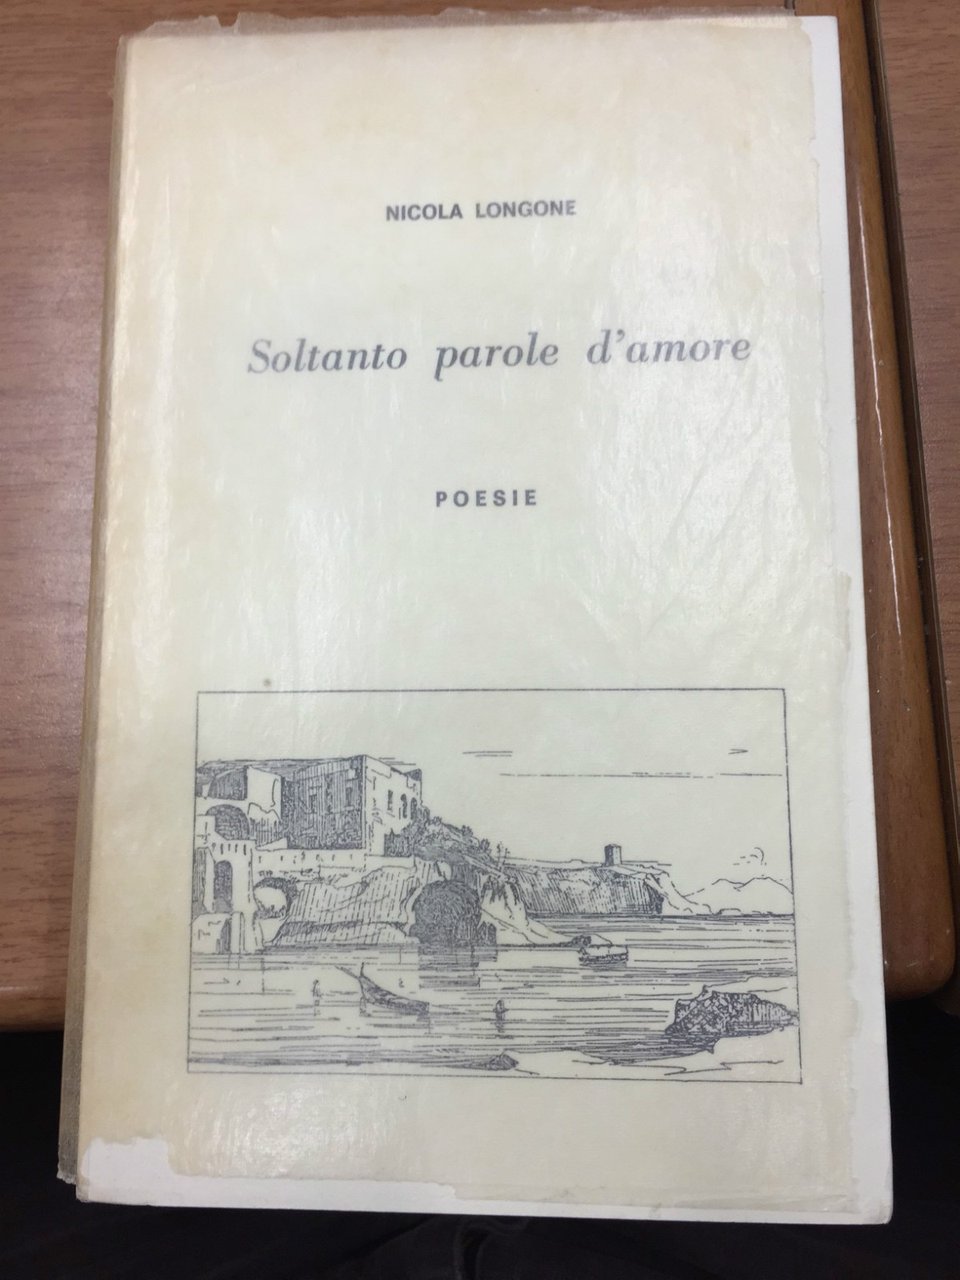 NICOLA LONGONE
Soltanto parole d'amore
POESIE